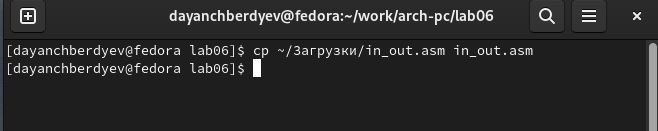 dayanchberdyev@fedora:~/work/arch-pc/lab06
[dayanchberdyev@fedora lab06]$ cp ~/Загрузки/in_out.asm in_out.asm
[dayanchberdyev@fedora lab06]$